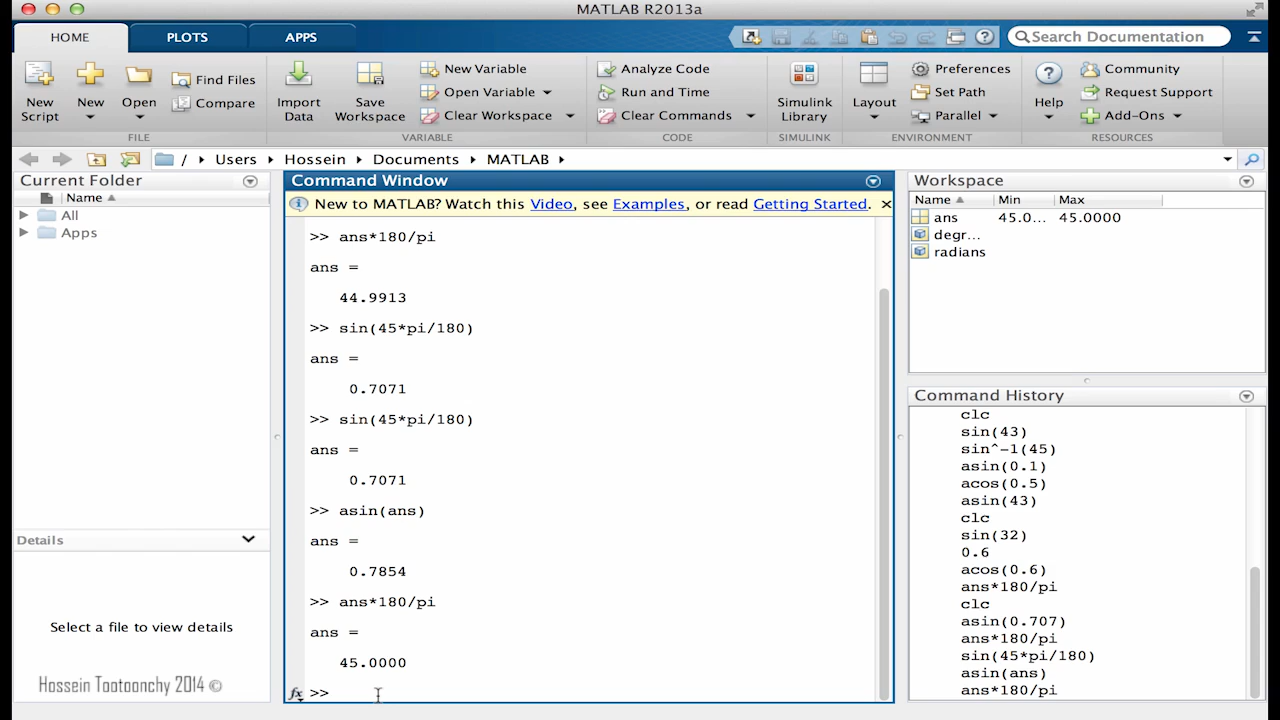 MATLAB R2013a
HOME PLOTS APPS
Search Documentation
New Script
New
Open
Find Files
Compare
FILE
Import Data
Save Workspace
New Variable
Open Variable
Clear Workspace
VARIABLE
Analyze Code
Run and Time
Clear Commands
CODE
Simulink Library
SIMULINK
Layout
Preferences
Set Path
Parallel
ENVIRONMENT
Help
Community
Request Support
Add-Ons
RESOURCES
/ Users Hossein Documents MATLAB
Current Folder
Name
All
Apps
Details
Select a file to view details
Hossein Tootoonchy 2014 ©
Command Window
New to MATLAB? Watch this Video, see Examples, or read Getting Started.
>> ans*180/pi
ans =
44.9913
>> sin(45*pi/180)
ans =
0.7071
>> sin(45*pi/180)
ans =
0.7071
>> asin(ans)
ans =
0.7854
>> ans*180/pi
ans =
45.0000
fx >>
Workspace
Name Min Max
ans 45.0... 45.0000
degr...
radians
Command History
clc
sin(43)
sin^-1(45)
asin(0.1)
acos(0.5)
asin(43)
clc
sin(32)
0.6
acos(0.6)
ans*180/pi
clc
asin(0.707)
ans*180/pi
sin(45*pi/180)
asin(ans)
ans*180/pi